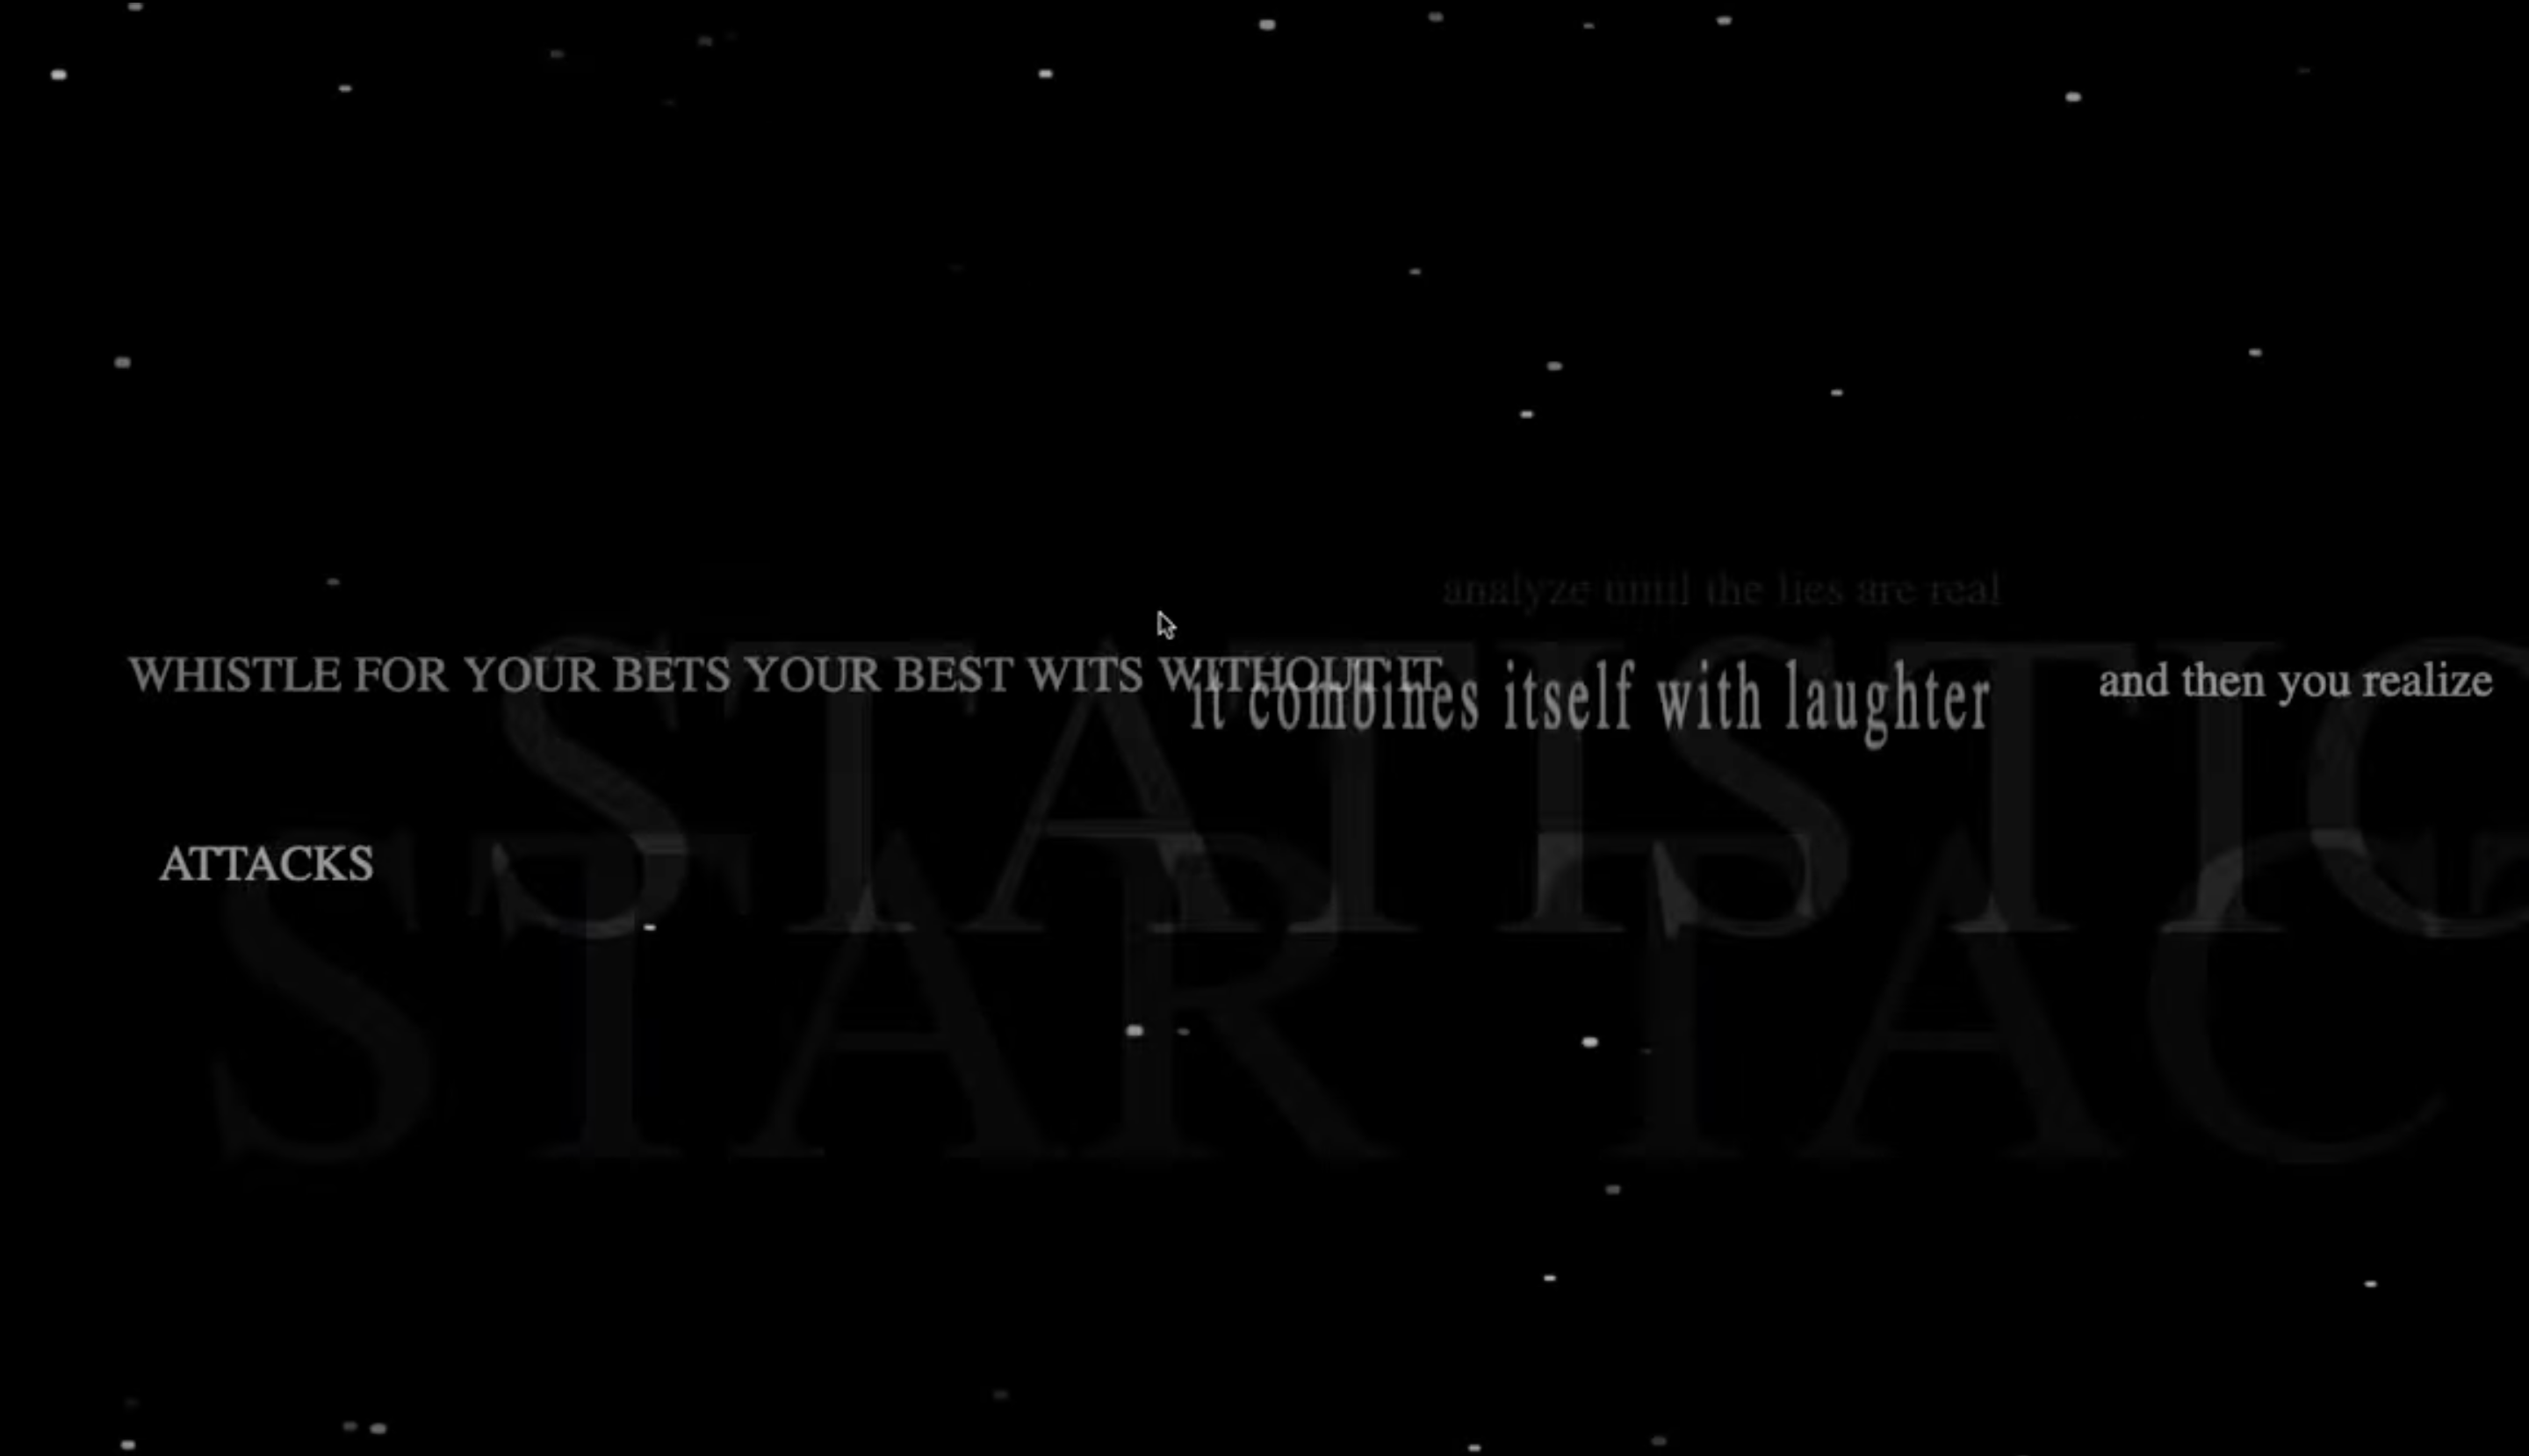 analyze until the lies are real
WHISTLE FOR YOUR BETS YOUR BEST WITS WITHOUT IT
it combines itself with laughter
and then you realize
STATISTIC
ATTACKS
STAR TAC